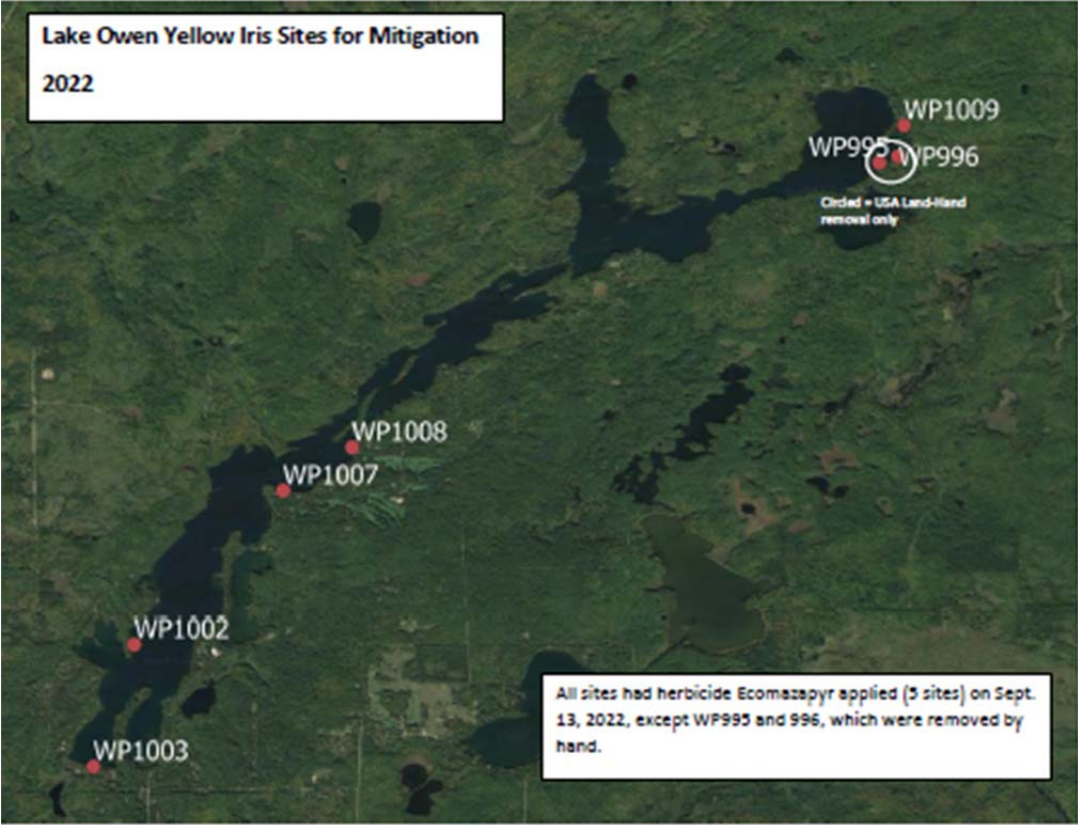 Lake Owen Yellow Iris Sites for Mitigation
2022
WP1009
WP995
WP996
Circled = USA Land-Hand
removal only
WP1008
WP1007
WP1002
WP1003
All sites had herbicide Ecomazapyr applied (5 sites) on Sept.
13, 2022, except WP995 and 996, which were removed by
hand.